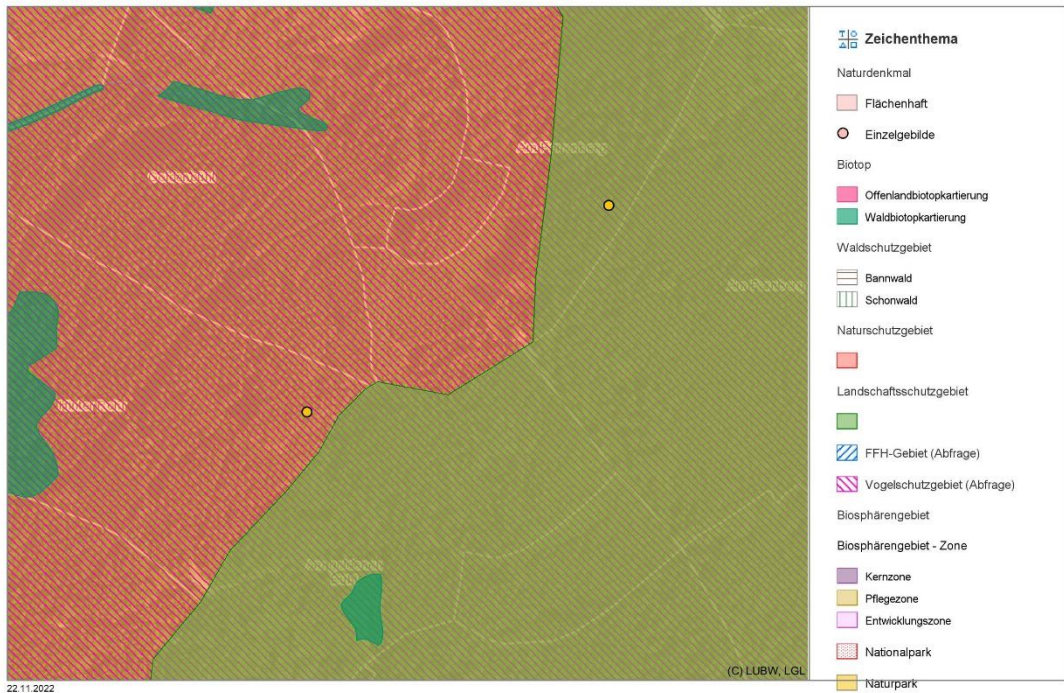 Zeichenthema
Naturdenkmal
Flächenhaft
Einzelgebilde
Biotop
Offenlandbiotopkartierung
Waldbiotopkartierung
Waldschutzgebiet
Bannwald
Schonwald
Naturschutzgebiet
Landschaftsschutzgebiet
FFH-Gebiet (Abfrage)
Vogelschutzgebiet (Abfrage)
Biosphärengebiet
Biosphärengebiet - Zone
Kernzone
Pflegezone
Entwicklungszone
Nationalpark
Naturpark
(C) LUBW, LGL
22.11.2022